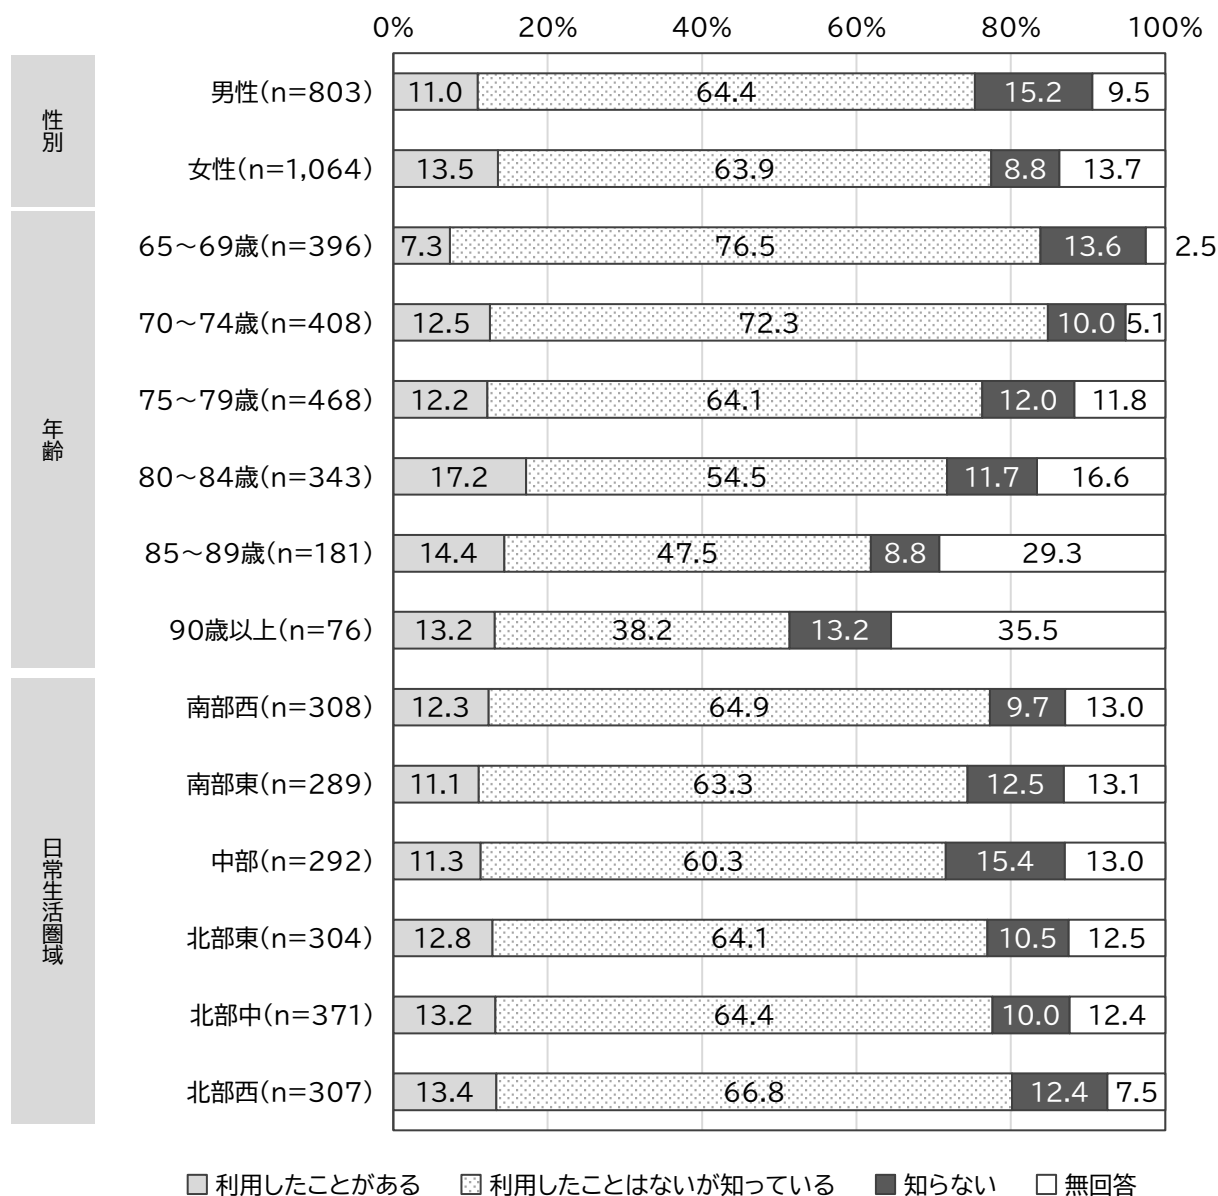 0% 20% 40% 60% 80% 100%
性別
男性(n=803) 11.0 64.4 15.2 9.5
女性(n=1,064) 13.5 63.9 8.8 13.7
年齢
65～69歳(n=396) 7.3 76.5 13.6 2.5
70～74歳(n=408) 12.5 72.3 10.0 5.1
75～79歳(n=468) 12.2 64.1 12.0 11.8
80～84歳(n=343) 17.2 54.5 11.7 16.6
85～89歳(n=181) 14.4 47.5 8.8 29.3
90歳以上(n=76) 13.2 38.2 13.2 35.5
日常生活圏域
南部西(n=308) 12.3 64.9 9.7 13.0
南部東(n=289) 11.1 63.3 12.5 13.1
中部(n=292) 11.3 60.3 15.4 13.0
北部東(n=304) 12.8 64.1 10.5 12.5
北部中(n=371) 13.2 64.4 10.0 12.4
北部西(n=307) 13.4 66.8 12.4 7.5
利用したことがある 利用したことはないが知っている 知らない 無回答